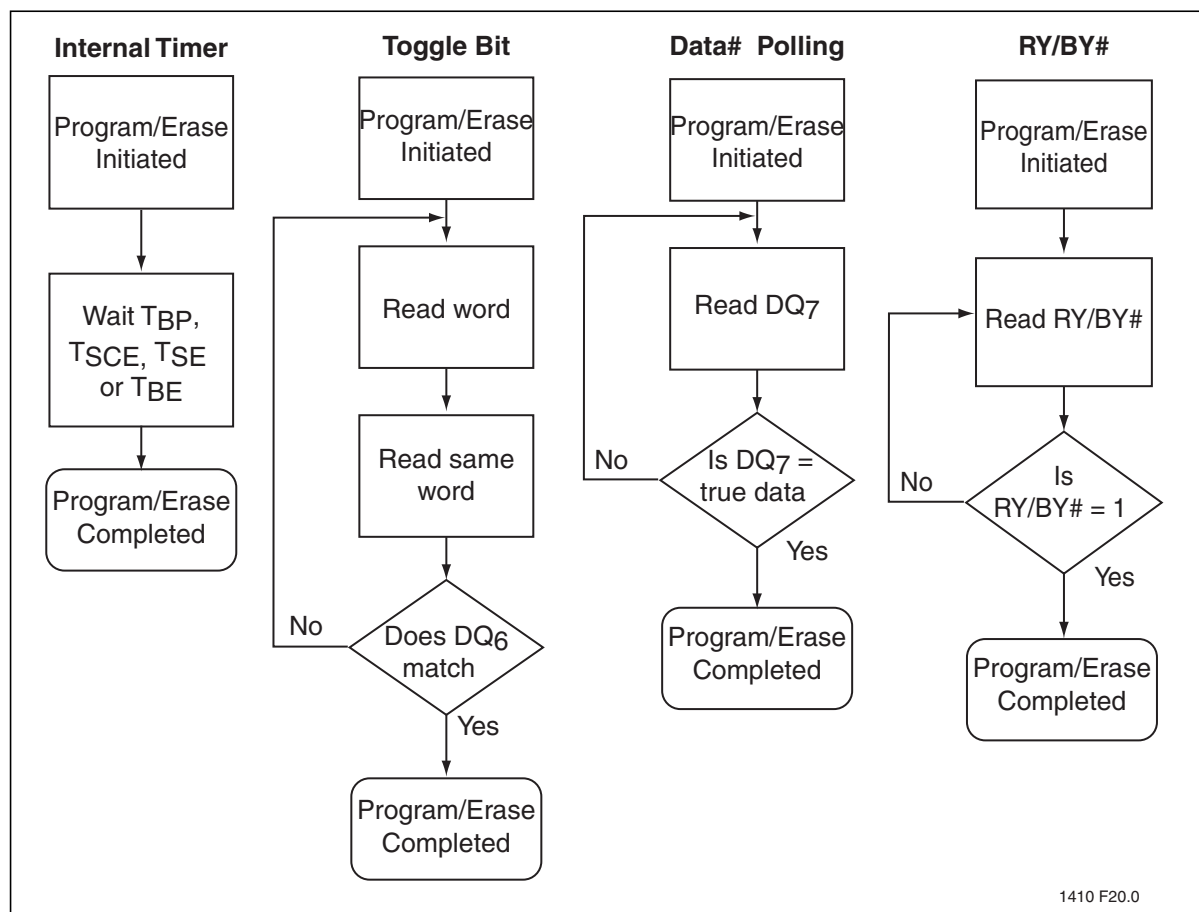 Internal Timer
Program/Erase
Initiated
Wait TBP,
TSCE, TSE
or TBE
Program/Erase
Completed
Toggle Bit
Program/Erase
Initiated
Read word
Read same
word
Does DQ6
match
No
Yes
Program/Erase
Completed
Data# Polling
Program/Erase
Initiated
Read DQ7
Is DQ7 =
true data
No
Yes
Program/Erase
Completed
RY/BY#
Program/Erase
Initiated
Read RY/BY#
Is
RY/BY# = 1
No
Yes
Program/Erase
Completed
1410 F20.0